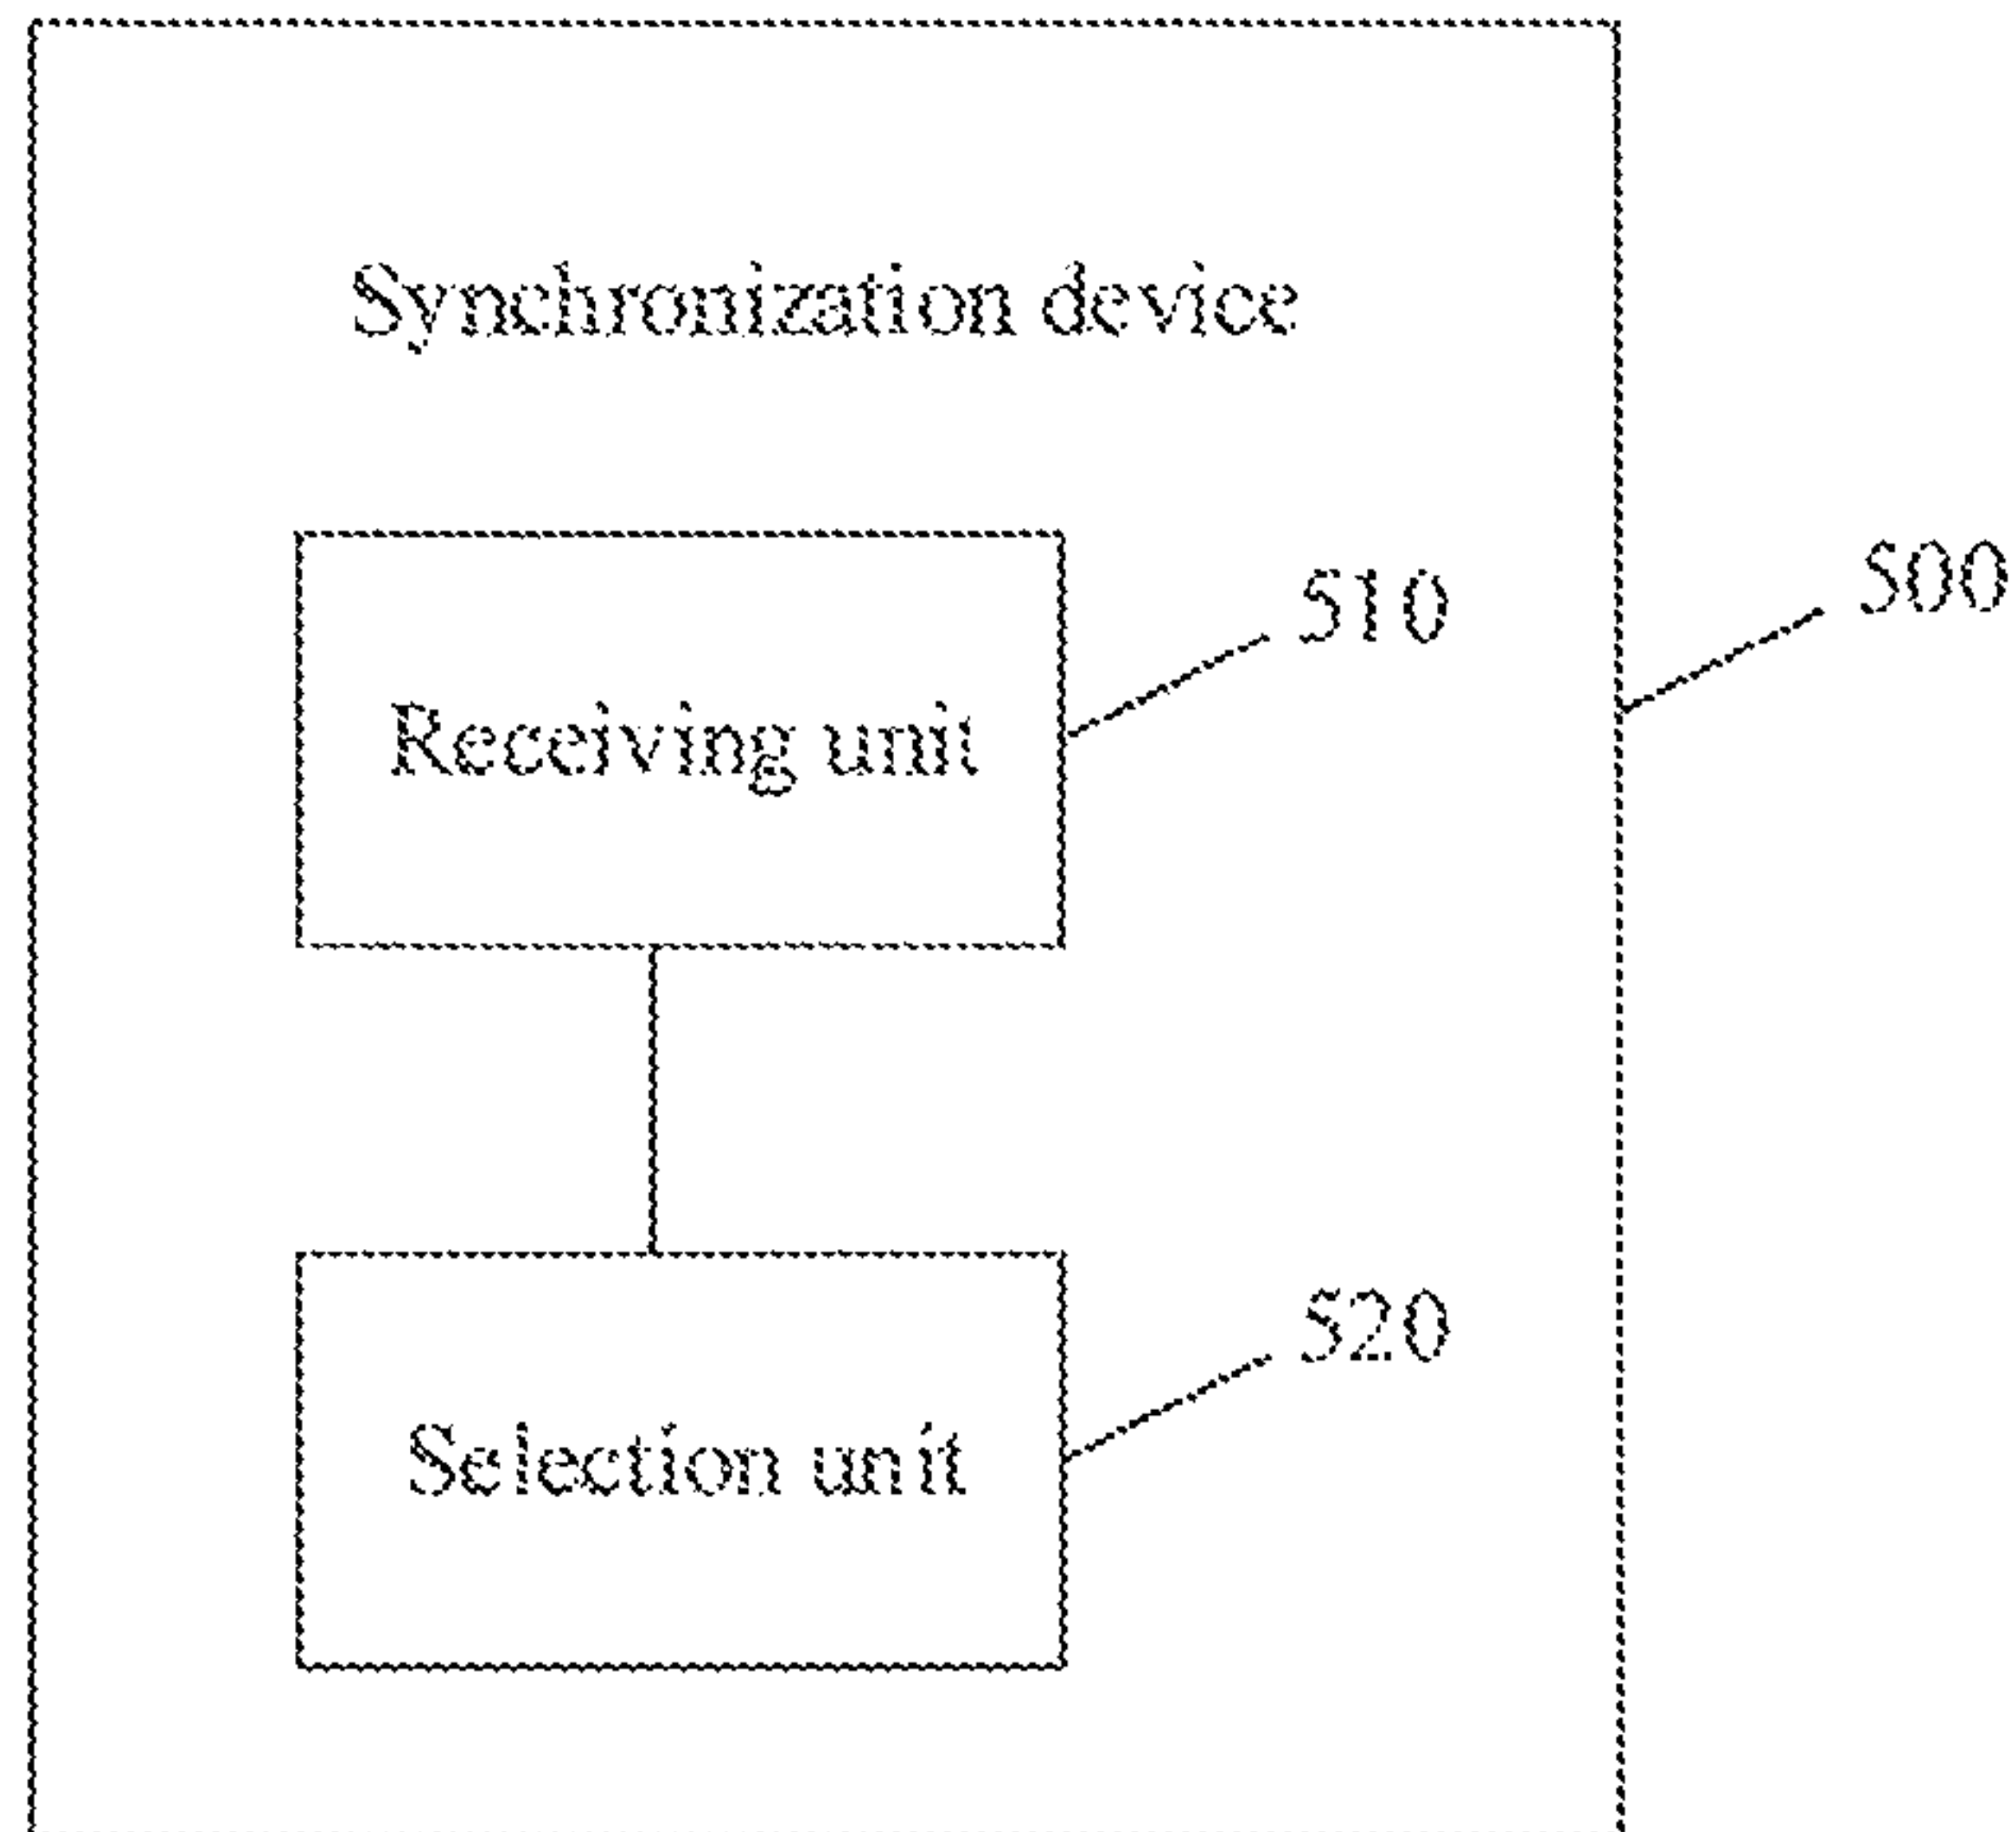 Synchronization device
500
510
Receiving unit
520
Selection unit